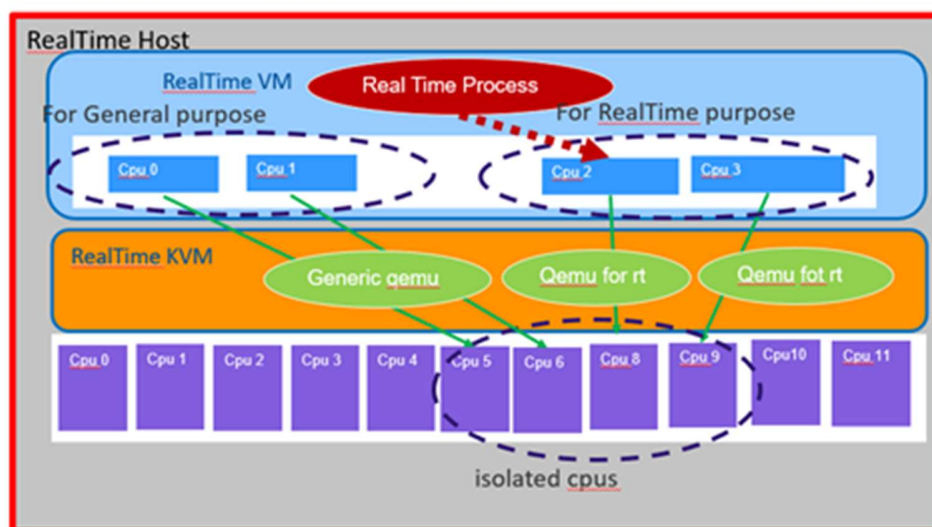 RealTime Host
RealTime VM
Real Time Process
For General purpose
For RealTime purpose
Cpu 0
Cpu 1
Cpu 2
Cpu 3
RealTime KVM
Generic qemu
Qemu for rt
Qemu fot rt
Cpu 0
Cpu 1
Cpu 2
Cpu 3
Cpu 4
Cpu 5
Cpu 6
Cpu 8
Cpu 9
Cpu10
Cpu 11
isolated cpus